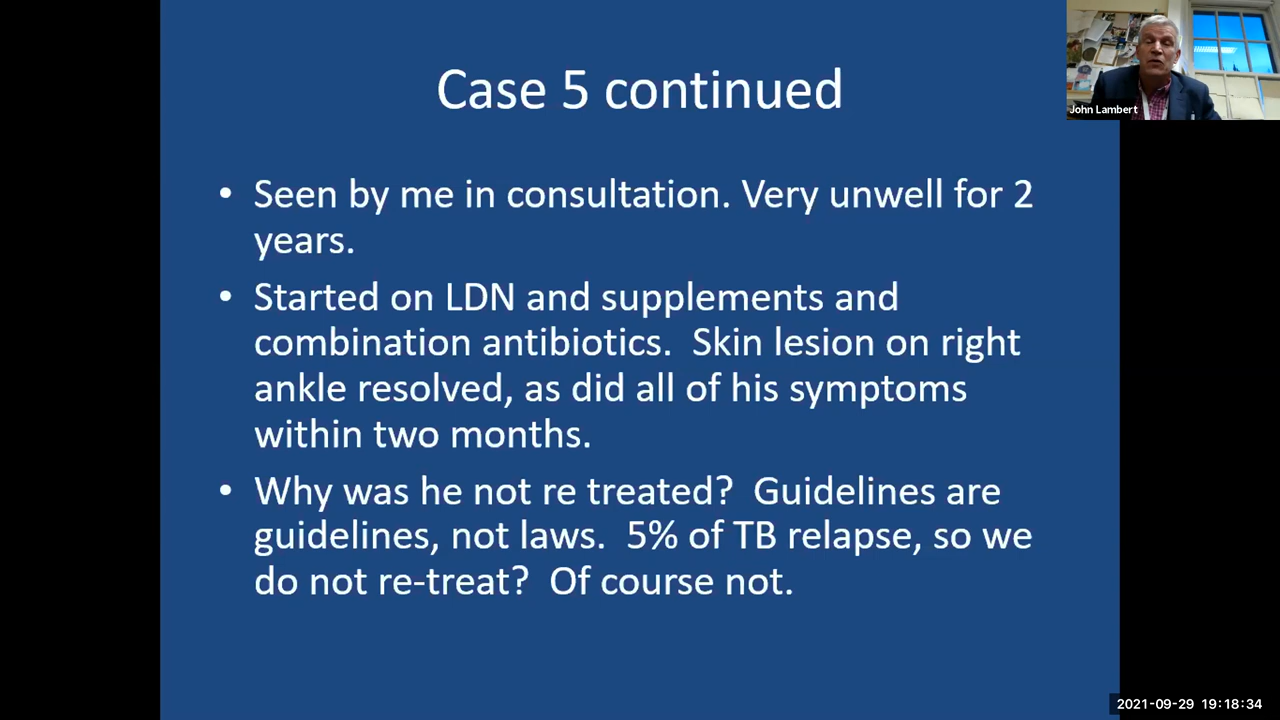 Case 5 continued
John Lambert
• Seen by me in consultation. Very unwell for 2
years.
• Started on LDN and supplements and
combination antibiotics.  Skin lesion on right
ankle resolved, as did all of his symptoms
within two months.
• Why was he not re treated?  Guidelines are
guidelines, not laws.  5% of TB relapse, so we
do not re-treat?  Of course not.
2021-09-29 19:18:34